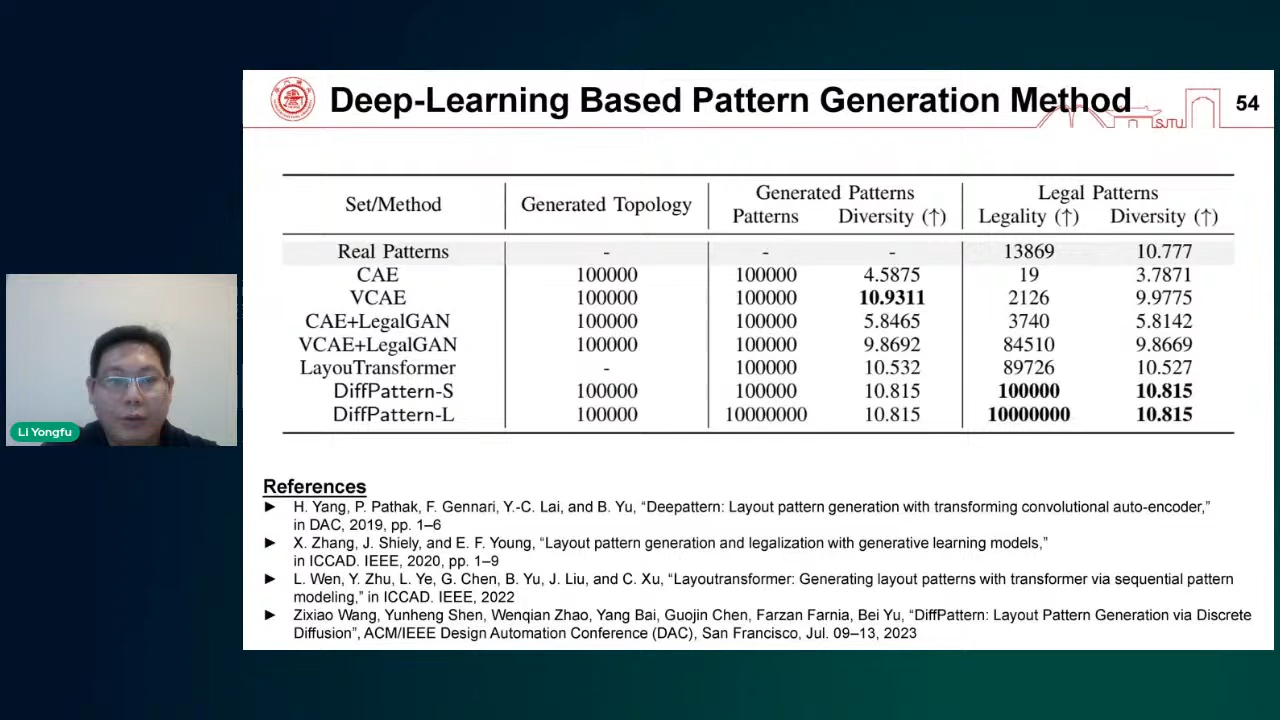 Deep-Learning Based Pattern Generation Method
54
SJTU
Set/Method Generated Topology Generated Patterns Legal Patterns
Patterns Diversity (↑) Legality (↑) Diversity (↑)
Real Patterns - - - 13869 10.777
CAE 100000 100000 4.5875 19 3.7871
VCAE 100000 100000 10.9311 2126 9.9775
CAE+LegalGAN 100000 100000 5.8465 3740 5.8142
VCAE+LegalGAN 100000 100000 9.8692 84510 9.8669
LayouTransformer - 100000 10.532 89726 10.527
DiffPattern-S 100000 100000 10.815 100000 10.815
DiffPattern-L 100000 10000000 10.815 10000000 10.815
Li Yongfu
References
► H. Yang, P. Pathak, F. Gennari, Y.-C. Lai, and B. Yu, “Deepattern: Layout pattern generation with transforming convolutional auto-encoder,”
in DAC, 2019, pp. 1–6
► X. Zhang, J. Shiely, and E. F. Young, “Layout pattern generation and legalization with generative learning models,”
in ICCAD. IEEE, 2020, pp. 1–9
► L. Wen, Y. Zhu, L. Ye, G. Chen, B. Yu, J. Liu, and C. Xu, “Layoutransformer: Generating layout patterns with transformer via sequential pattern
modeling,” in ICCAD. IEEE, 2022
► Zixiao Wang, Yunheng Shen, Wenqian Zhao, Yang Bai, Guojin Chen, Farzan Farnia, Bei Yu, “DiffPattern: Layout Pattern Generation via Discrete
Diffusion”, ACM/IEEE Design Automation Conference (DAC), San Francisco, Jul. 09–13, 2023